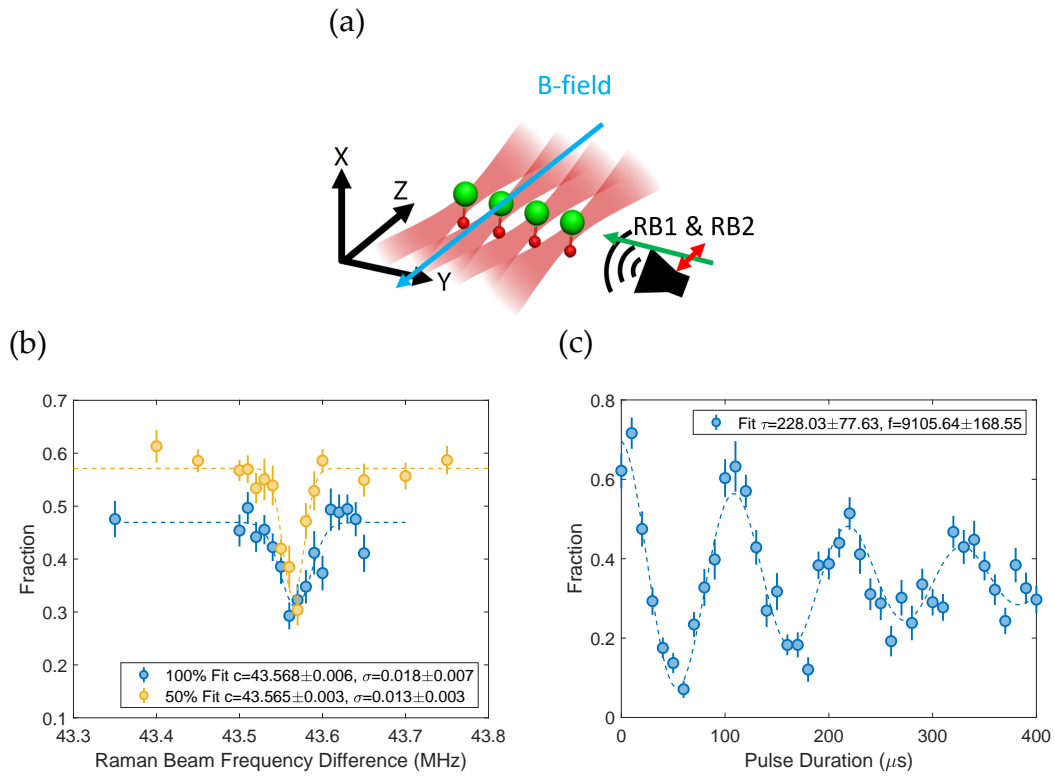 (a)
B-field
X
Z
Y
RB1 & RB2
(b)
0.7
0.6
0.5
0.4
0.3
0.2
0.1
Fraction
100% Fit c=43.568±0.006, σ=0.018±0.007
50% Fit c=43.565±0.003, σ=0.013±0.003
43.3 43.4 43.5 43.6 43.7 43.8
Raman Beam Frequency Difference (MHz)
(c)
0.8
0.6
0.4
0.2
0
Fraction
Fit τ=228.03±77.63, f=9105.64±168.55
0 100 200 300 400
Pulse Duration (μs)